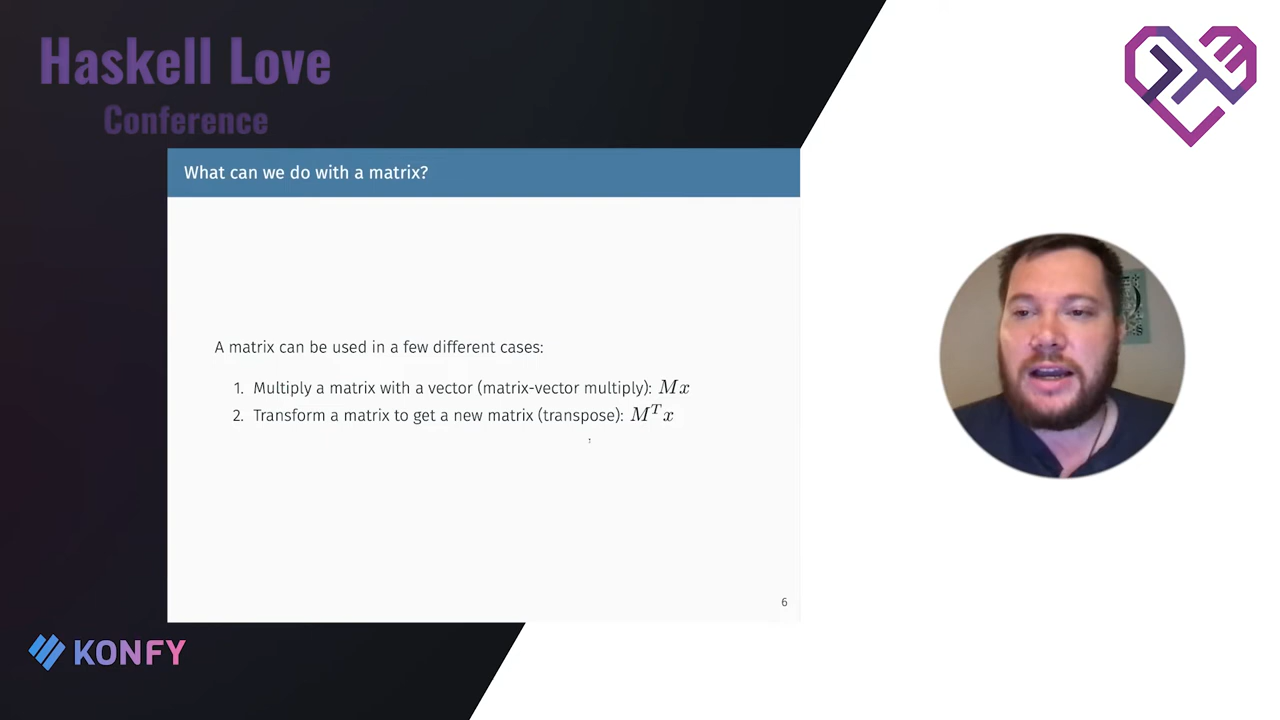 Haskell Love
Conference
What can we do with a matrix?
A matrix can be used in a few different cases:
1. Multiply a matrix with a vector (matrix-vector multiply): Mx
2. Transform a matrix to get a new matrix (transpose): Mᵀx
6
KONFY